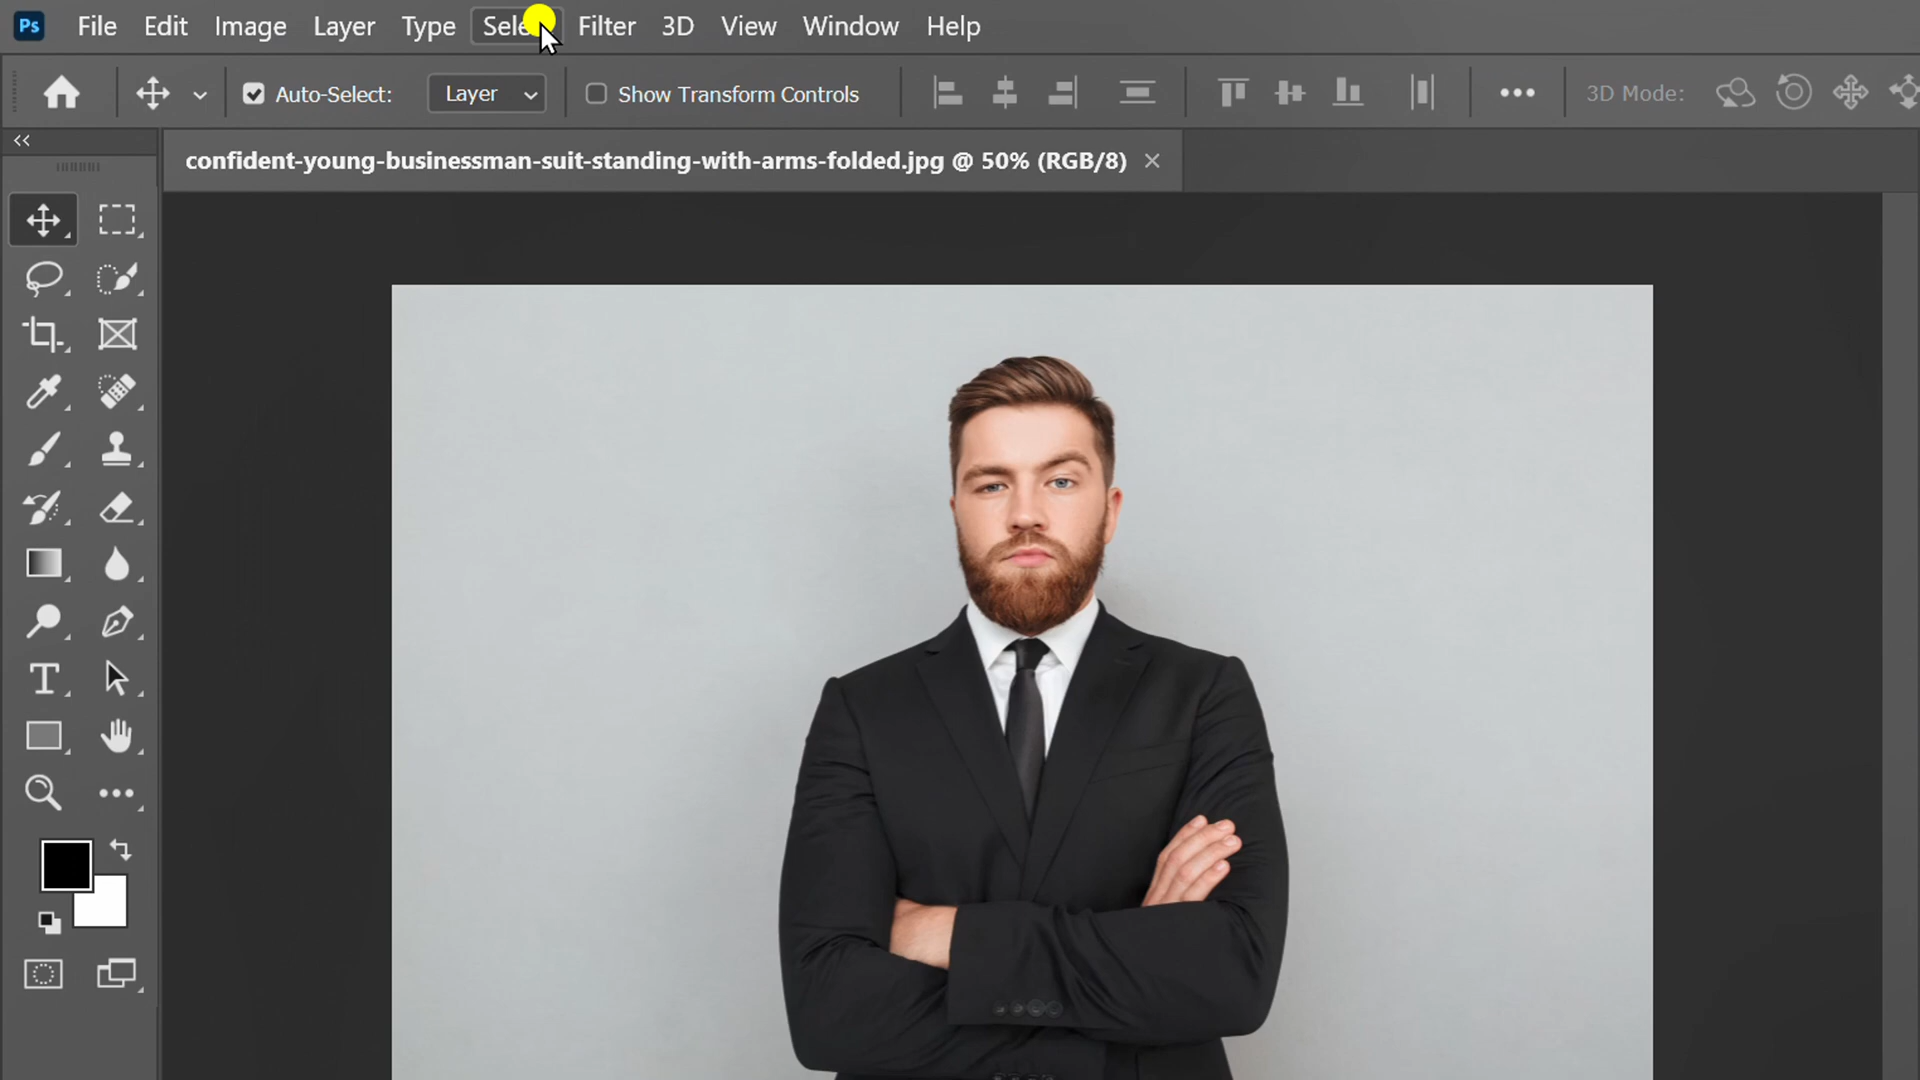 Ps File Edit Image Layer Type Filter 3D View Window Help
Auto-Select: Layer Show Transform Controls 3D Mode:
confident-young-businessman-suit-standing-with-arms-folded.jpg @ 50% (RGB/8)